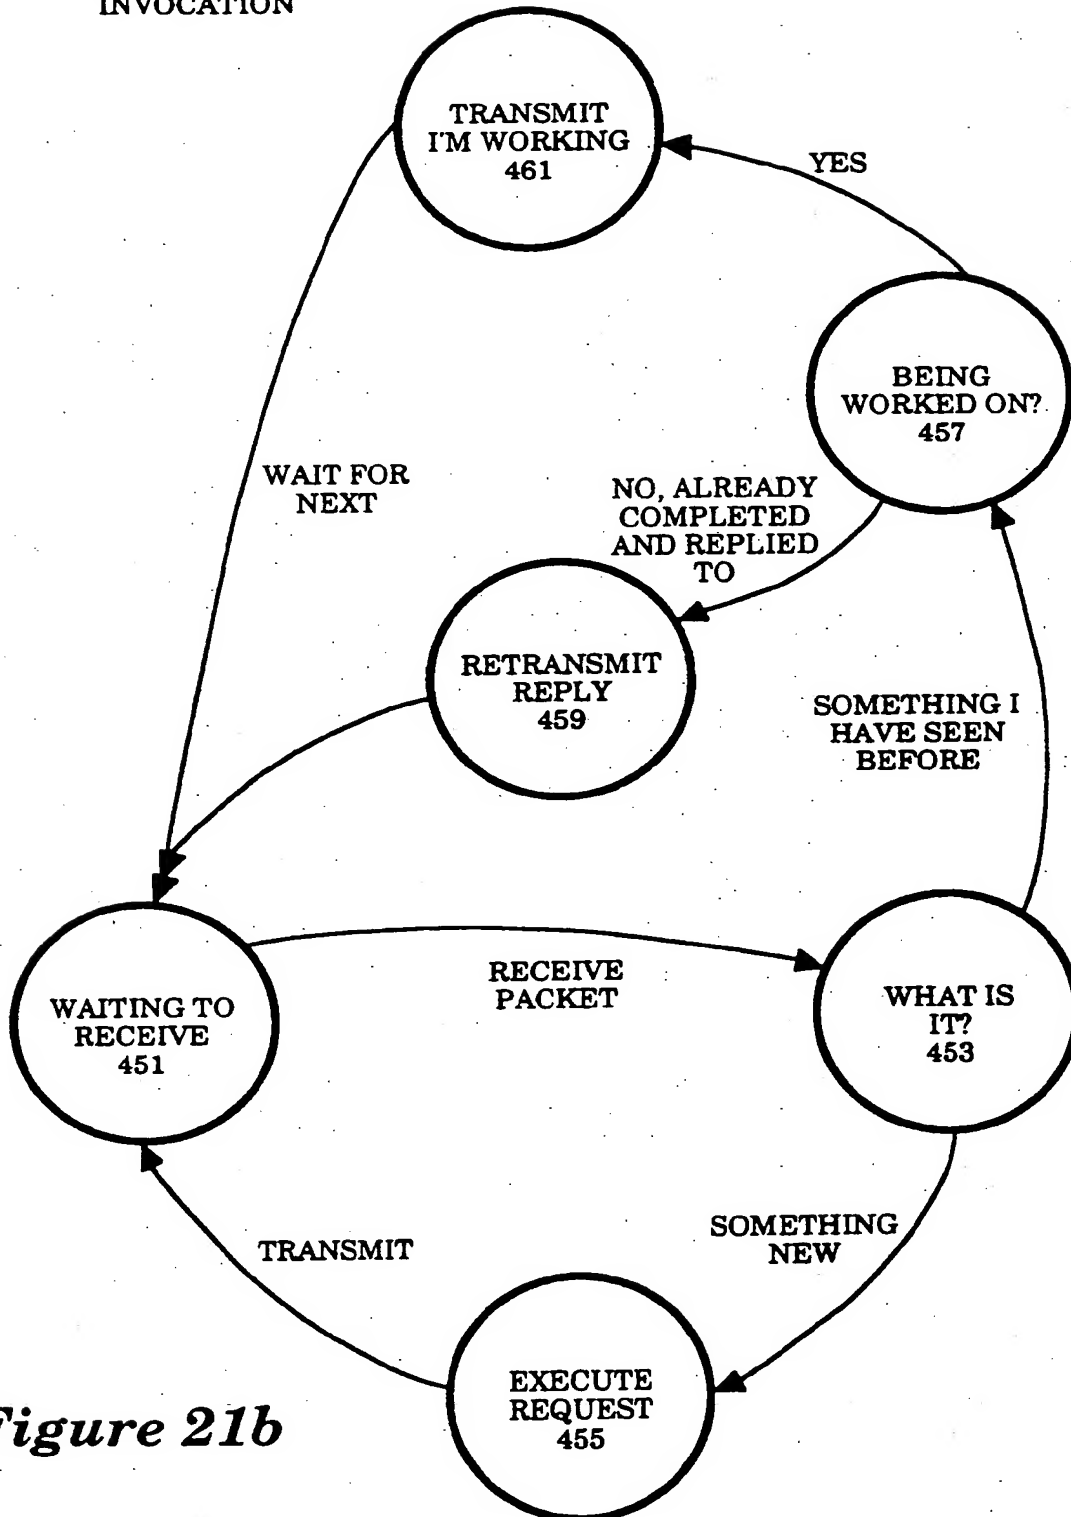 INVOCATION
TRANSMIT
I'M WORKING
461
YES
BEING
WORKED ON?
457
WAIT FOR
NEXT
NO, ALREADY
COMPLETED
AND REPLIED
TO
RETRANSMIT
REPLY
459
SOMETHING I
HAVE SEEN
BEFORE
RECEIVE
PACKET
WAITING TO
RECEIVE
451
WHAT IS
IT?
453
TRANSMIT
SOMETHING
NEW
EXECUTE
REQUEST
455
Figure 21b